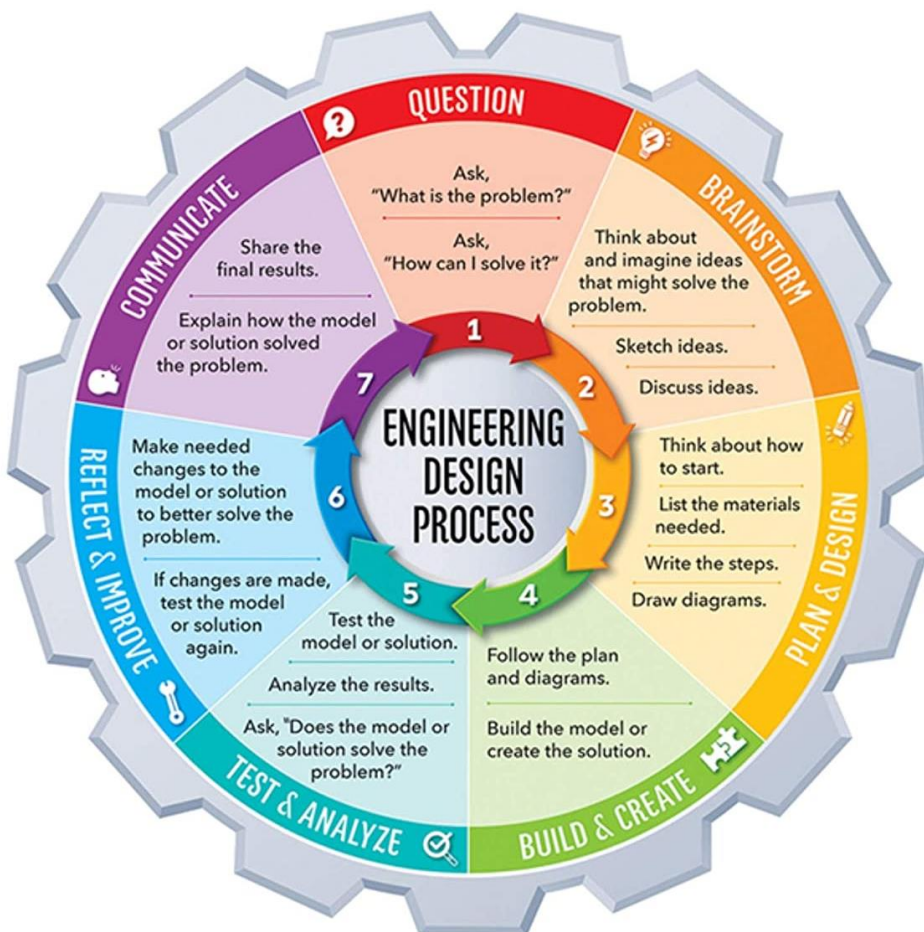 ENGINEERING
DESIGN
PROCESS
1
QUESTION
?
Ask,
"What is the problem?"
Ask,
"How can I solve it?"
2
BRAINSTORM
Think about
and imagine ideas
that might solve the
problem.
Sketch ideas.
Discuss ideas.
3
PLAN & DESIGN
Think about how
to start.
List the materials
needed.
Write the steps.
Draw diagrams.
4
BUILD & CREATE
Follow the plan
and diagrams.
Build the model or
create the solution.
5
TEST & ANALYZE
Test the
model or solution.
Analyze the results.
Ask, "Does the model or
solution solve the
problem?"
6
REFLECT & IMPROVE
Make needed
changes to the
model or solution
to better solve the
problem.
If changes are made,
test the model
or solution
again.
7
COMMUNICATE
Share the
final results.
Explain how the model
or solution solved
the problem.